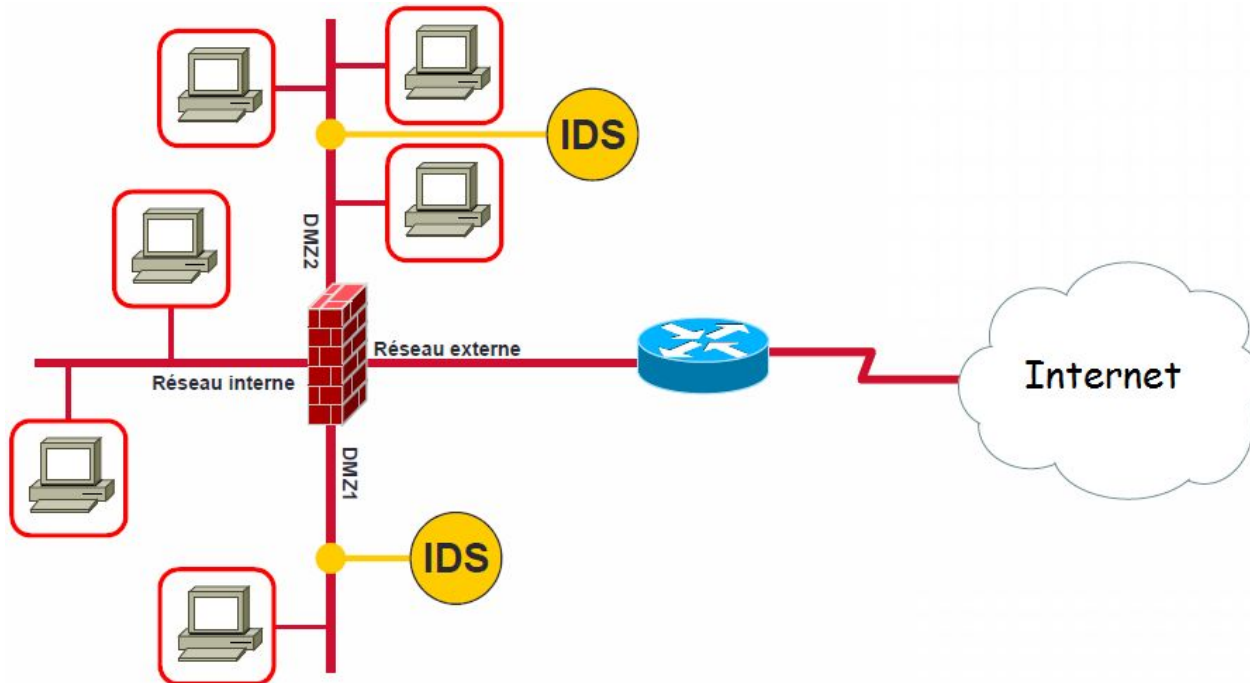 IDS
DMZ2
Réseau externe
Réseau interne
Internet
DMZ1
IDS